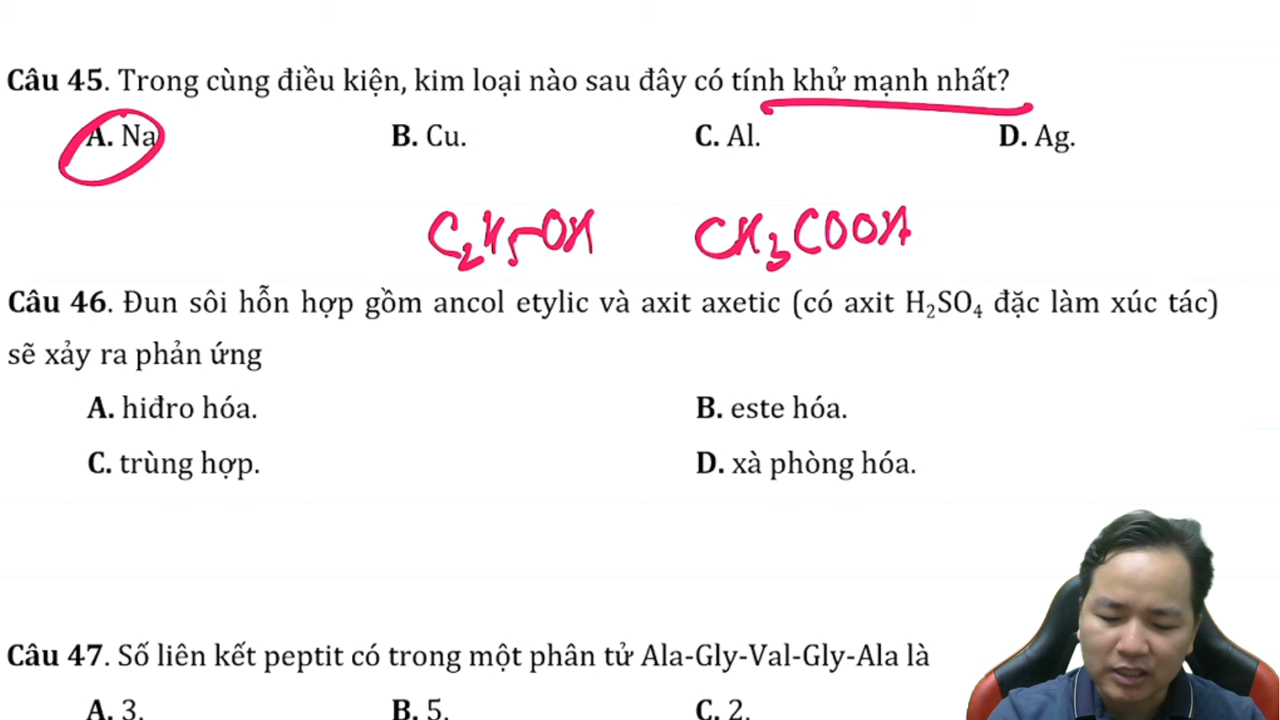 Câu 45. Trong cùng điều kiện, kim loại nào sau đây có tính khử mạnh nhất?
A. Na B. Cu. C. Al. D. Ag.
C₂H₅OH CH₃COOH
Câu 46. Đun sôi hỗn hợp gồm ancol etylic và axit axetic (có axit H₂SO₄ đặc làm xúc tác)
sẽ xảy ra phản ứng
A. hiđro hóa. B. este hóa.
C. trùng hợp. D. xà phòng hóa.
Câu 47. Số liên kết peptit có trong một phân tử Ala-Gly-Val-Gly-Ala là
A. 3. B. 5. C. 2.